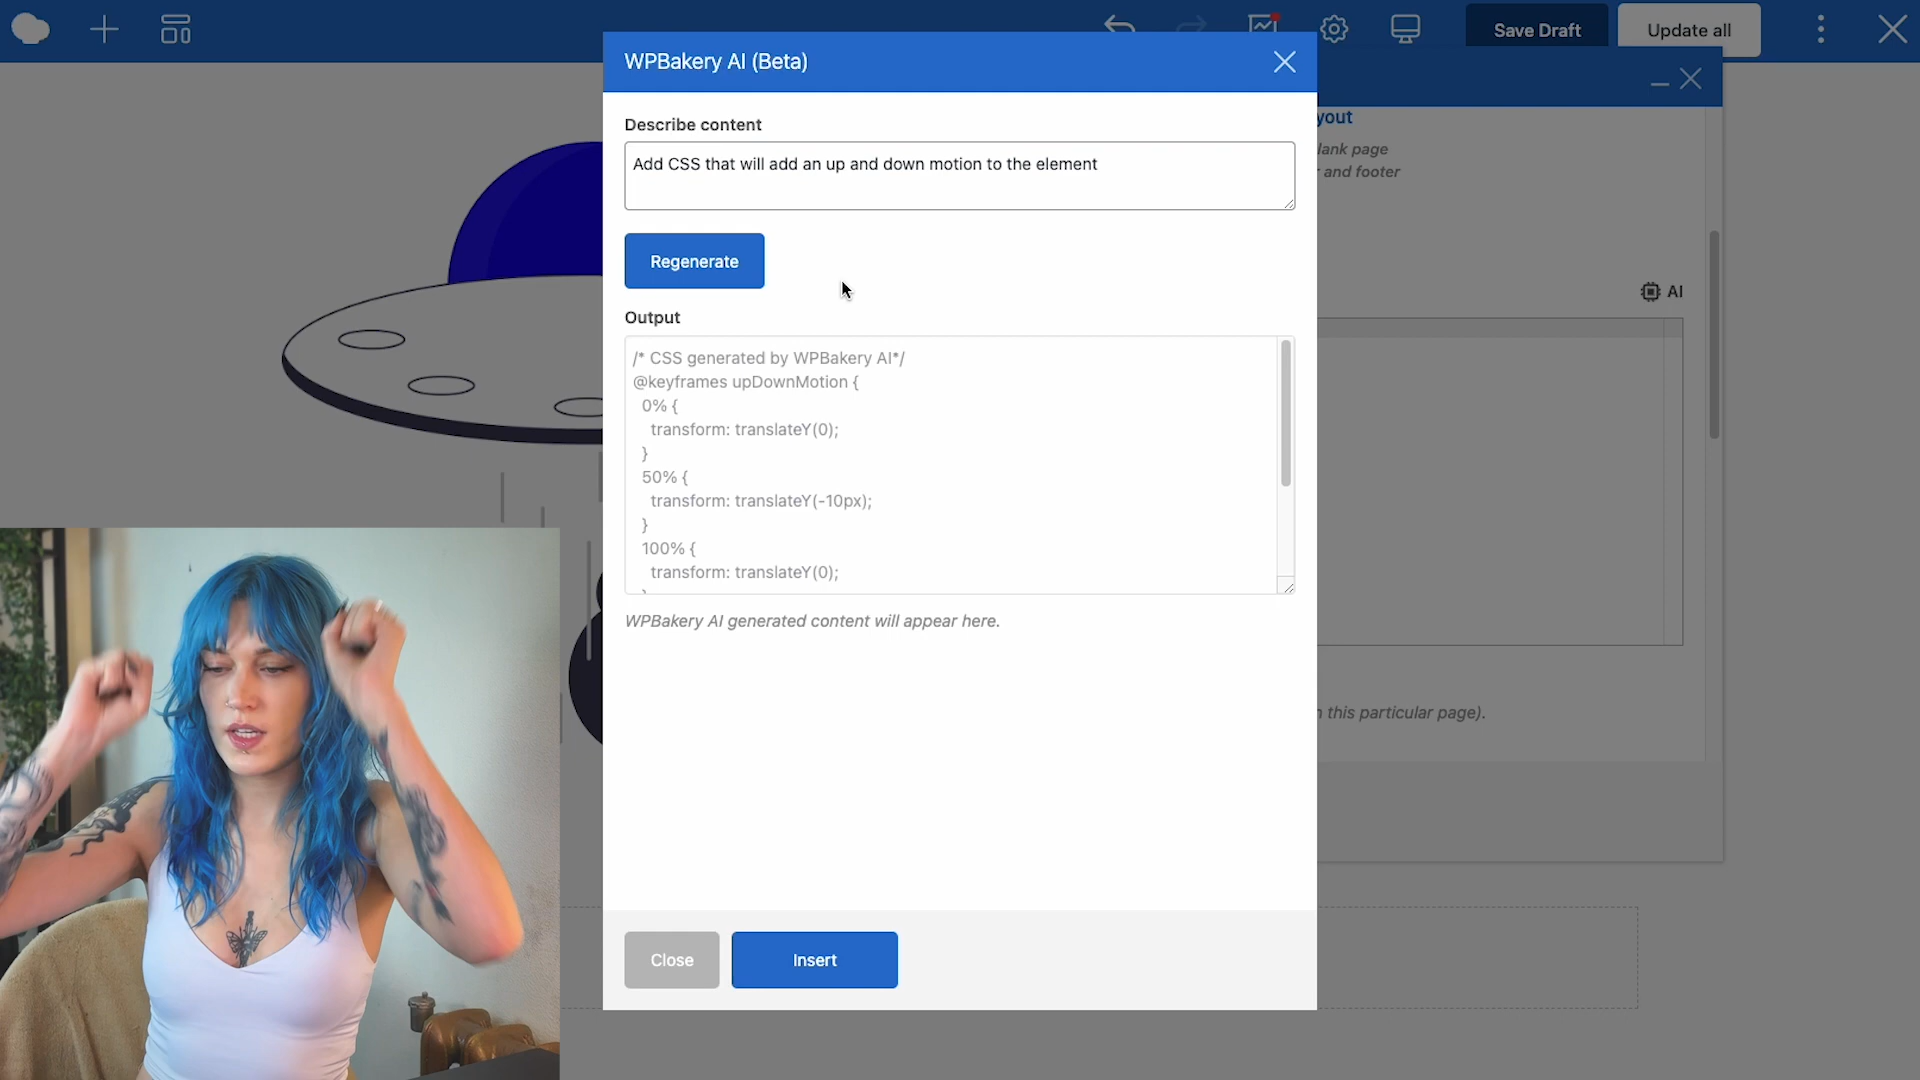 Save Draft
Update all
WPBakery AI (Beta)
Describe content
Add CSS that will add an up and down motion to the element
Regenerate
Output
/* CSS generated by WPBakery AI*/
@keyframes upDownMotion {
0% {
transform: translateY(0);
}
50% {
transform: translateY(-10px);
}
100% {
transform: translateY(0);
WPBakery AI generated content will appear here.
Close
Insert
yout
lank page
and footer
AI
this particular page).